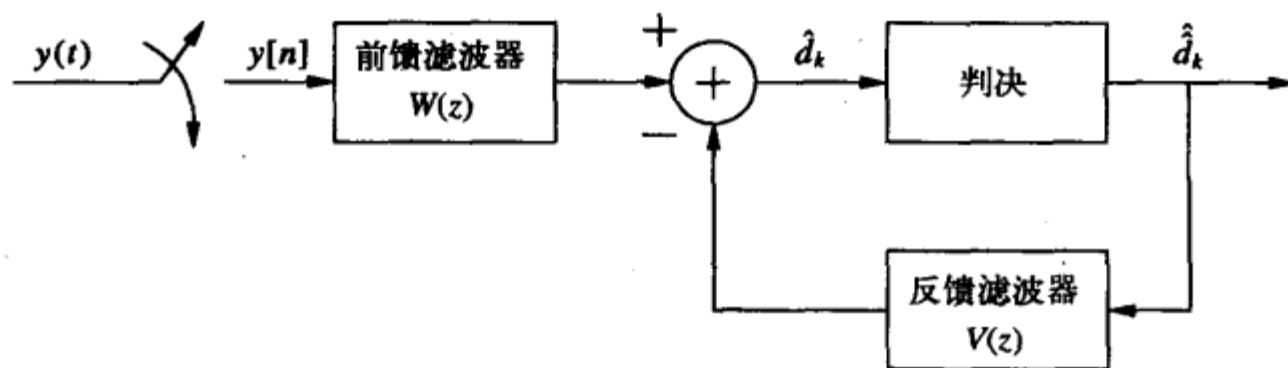 y(t)
y[n]
前馈滤波器
W(z)
+
+
−
d̂ₖ
判决
d̂̂ₖ
反馈滤波器
V(z)